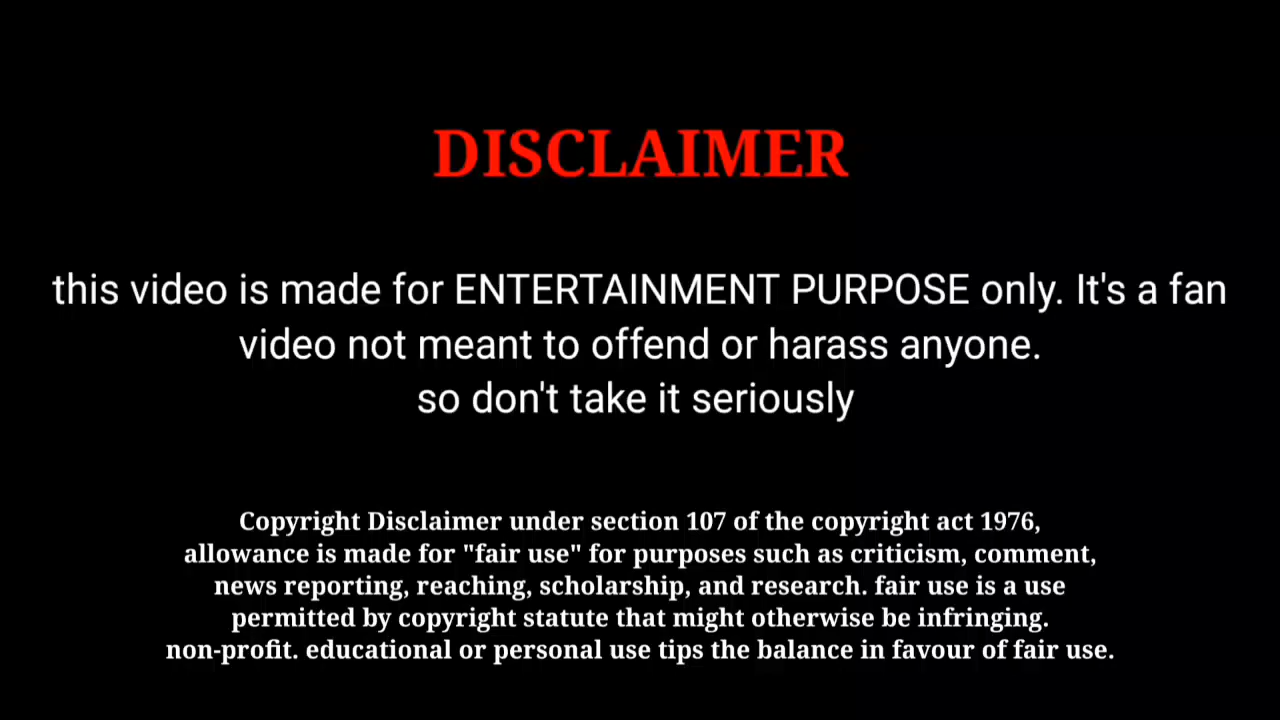 DISCLAIMER
this video is made for ENTERTAINMENT PURPOSE only. It's a fan
video not meant to offend or harass anyone.
so don't take it seriously
Copyright Disclaimer under section 107 of the copyright act 1976,
allowance is made for "fair use" for purposes such as criticism, comment,
news reporting, reaching, scholarship, and research. fair use is a use
permitted by copyright statute that might otherwise be infringing.
non-profit. educational or personal use tips the balance in favour of fair use.